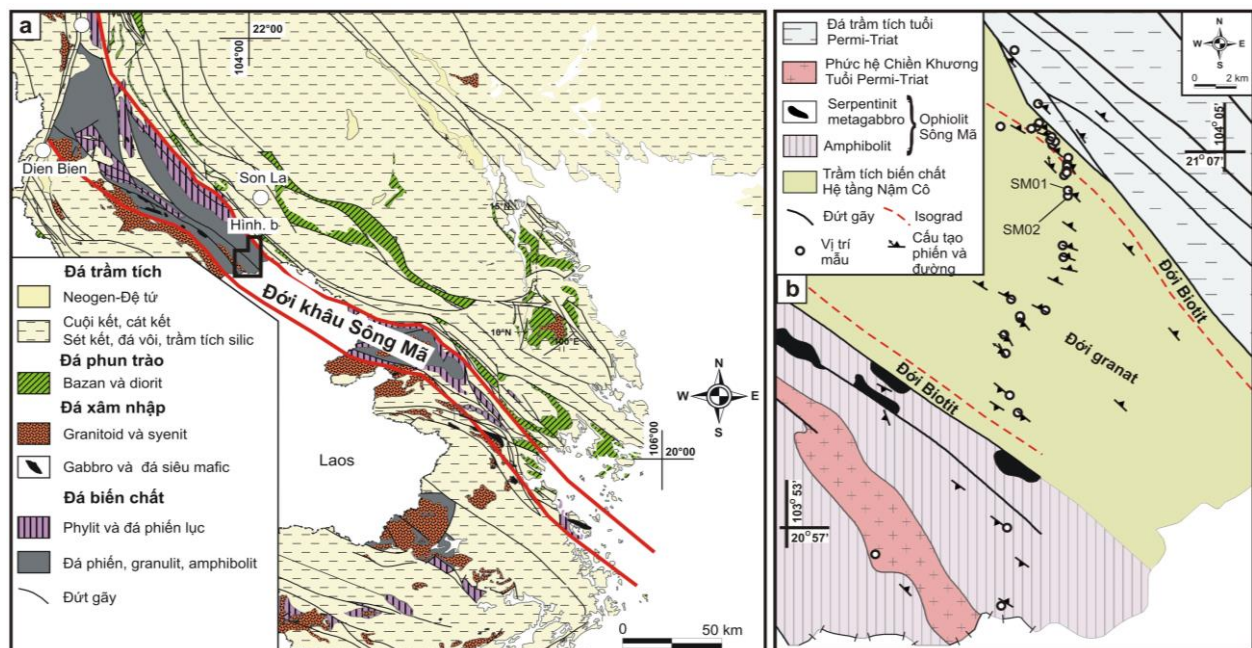 a
22°00
104°00
Dien Bien
Son La
Hình. b
15°N
10°N
100°E
Đới khâu Sông Mã
N
W E
S
106°00
20°00
Laos
0 50 km
Đá trầm tích
Neogen-Đệ tứ
Cuội kết, cát kết
Sét kết, đá vôi, trầm tích silic
Đá phun trào
Bazan và diorit
Đá xâm nhập
Granitoid và syenit
Gabbro và đá siêu mafic
Đá biến chất
Phylit và đá phiến lục
Đá phiến, granulit, amphibolit
Đứt gãy
Đá trầm tích tuổi
Permi-Triat
Phức hệ Chiền Khương
Tuổi Permi-Triat
Serpentinit
metagabbro
Ophiolit
Sông Mã
Amphibolit
Trầm tích biến chất
Hệ tầng Nậm Cô
Đứt gãy
Isograd
Vị trí
mẫu
Cấu tạo
phiến và
đường
N
W E
S
0 2 km
104° 05'
21° 07'
SM01
SM02
b
Đới Biotit
Đới granat
Đới Biotit
103° 53'
20° 57'